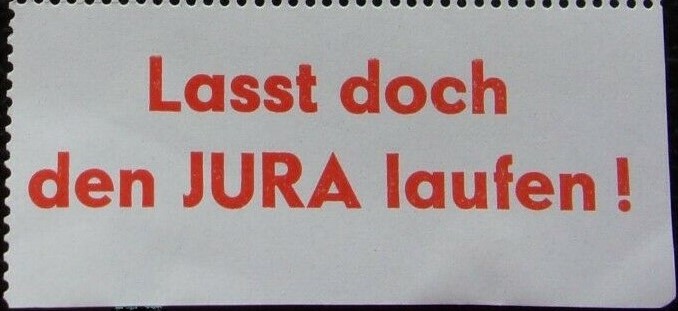 Lasst doch
den JURA laufen !